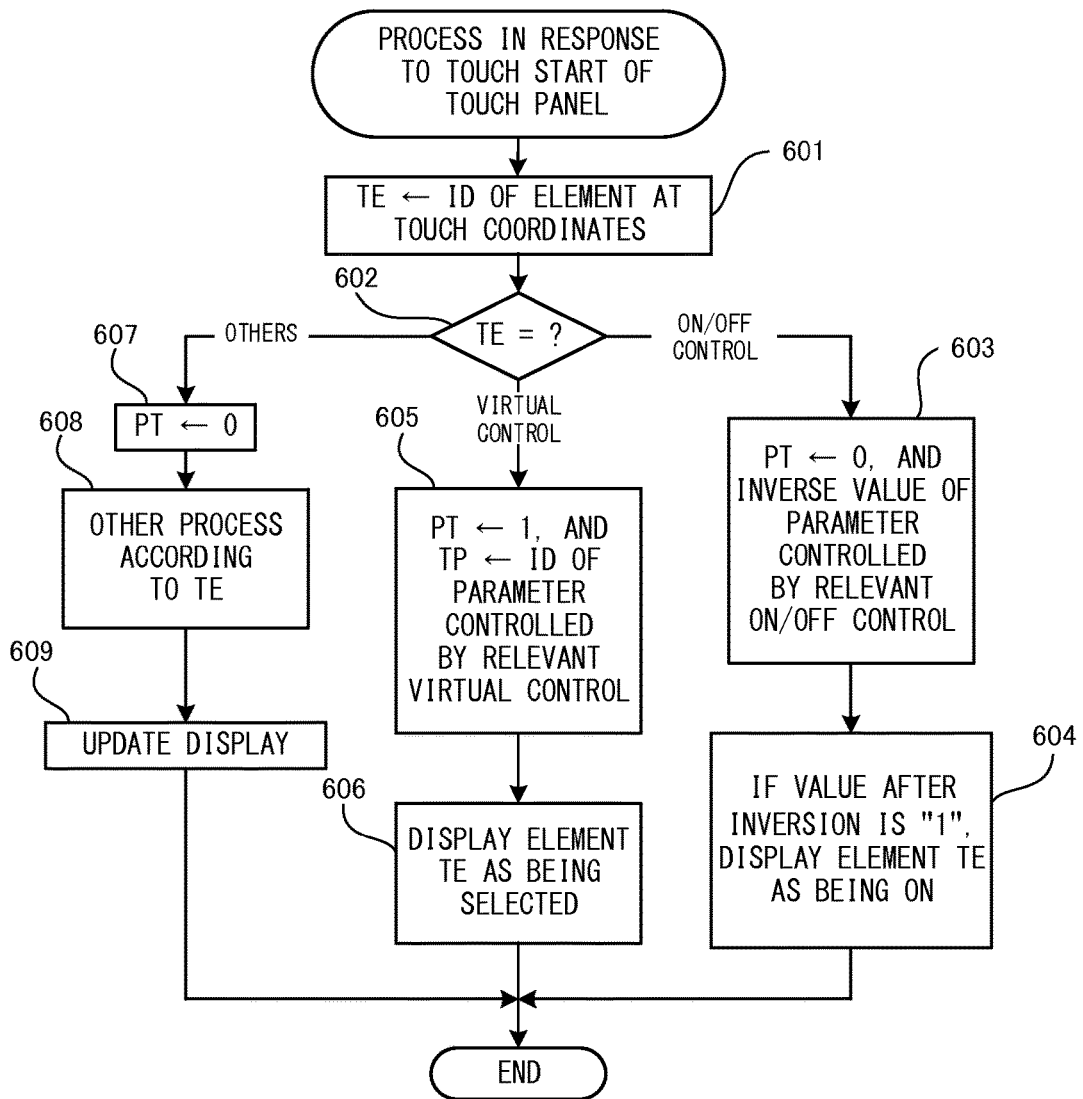 PROCESS IN RESPONSE
TO TOUCH START OF
TOUCH PANEL
601
TE ← ID OF ELEMENT AT
TOUCH COORDINATES
602
TE = ?
OTHERS
ON/OFF
CONTROL
VIRTUAL
CONTROL
607
PT ← 0
608
OTHER PROCESS
ACCORDING
TO TE
609
UPDATE DISPLAY
605
PT ← 1, AND
TP ← ID OF
PARAMETER
CONTROLLED
BY RELEVANT
VIRTUAL CONTROL
606
DISPLAY ELEMENT
TE AS BEING
SELECTED
603
PT ← 0, AND
INVERSE VALUE OF
PARAMETER
CONTROLLED
BY RELEVANT
ON/OFF CONTROL
604
IF VALUE AFTER
INVERSION IS "1",
DISPLAY ELEMENT TE
AS BEING ON
END